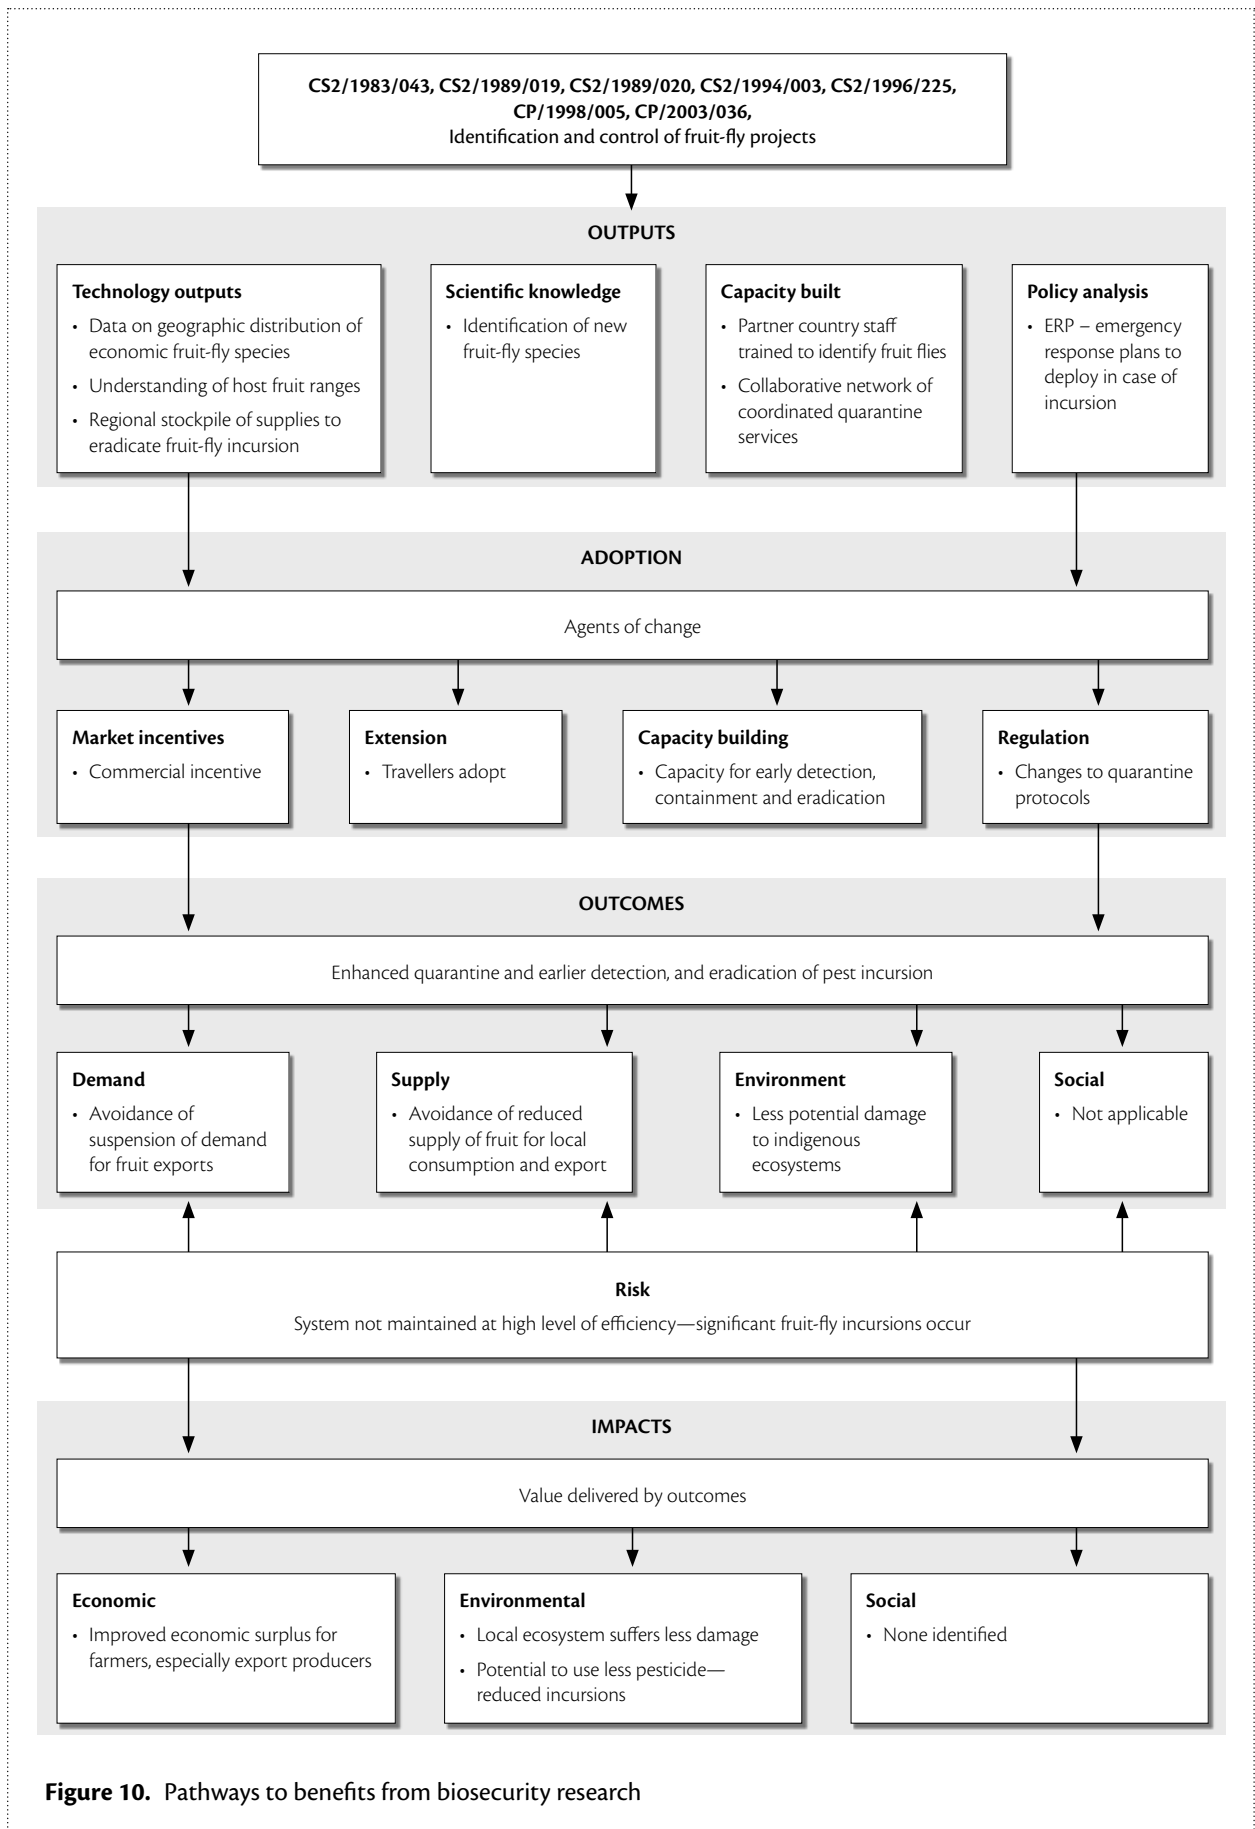 CS2/1983/043, CS2/1989/019, CS2/1989/020, CS2/1994/003, CS2/1996/225,
CP/1998/005, CP/2003/036,
Identification and control of fruit-fly projects
OUTPUTS
Technology outputs
• Data on geographic distribution of
economic fruit-fly species
• Understanding of host fruit ranges
• Regional stockpile of supplies to
eradicate fruit-fly incursion
Scientific knowledge
• Identification of new
fruit-fly species
Capacity built
• Partner country staff
trained to identify fruit flies
• Collaborative network of
coordinated quarantine
services
Policy analysis
• ERP – emergency
response plans to
deploy in case of
incursion
ADOPTION
Agents of change
Market incentives
• Commercial incentive
Extension
• Travellers adopt
Capacity building
• Capacity for early detection,
containment and eradication
Regulation
• Changes to quarantine
protocols
OUTCOMES
Enhanced quarantine and earlier detection, and eradication of pest incursion
Demand
• Avoidance of
suspension of demand
for fruit exports
Supply
• Avoidance of reduced
supply of fruit for local
consumption and export
Environment
• Less potential damage
to indigenous
ecosystems
Social
• Not applicable
Risk
System not maintained at high level of efficiency—significant fruit-fly incursions occur
IMPACTS
Value delivered by outcomes
Economic
• Improved economic surplus for
farmers, especially export producers
Environmental
• Local ecosystem suffers less damage
• Potential to use less pesticide—
reduced incursions
Social
• None identified
Figure 10. Pathways to benefits from biosecurity research